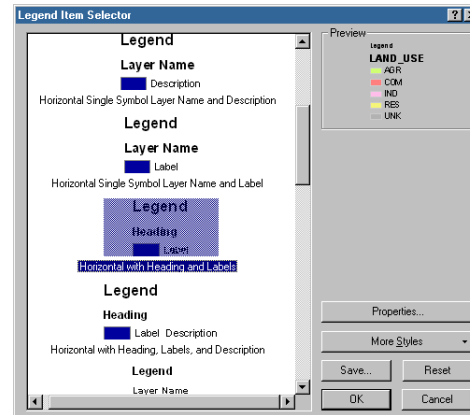 Legend Item Selector
Legend
Layer Name
Description
Horizontal Single Symbol Layer Name and Description
Legend
Layer Name
Label
Horizontal Single Symbol Layer Name and Label
Legend
Heading
Label
Horizontal with Heading and Labels
Legend
Heading
Label Description
Horizontal with Heading, Labels, and Description
Legend
Layer Name
Preview
Legend
LAND_USE
AGR
COM
IND
RES
UNK
Properties...
More Styles
Save...
Reset
OK
Cancel